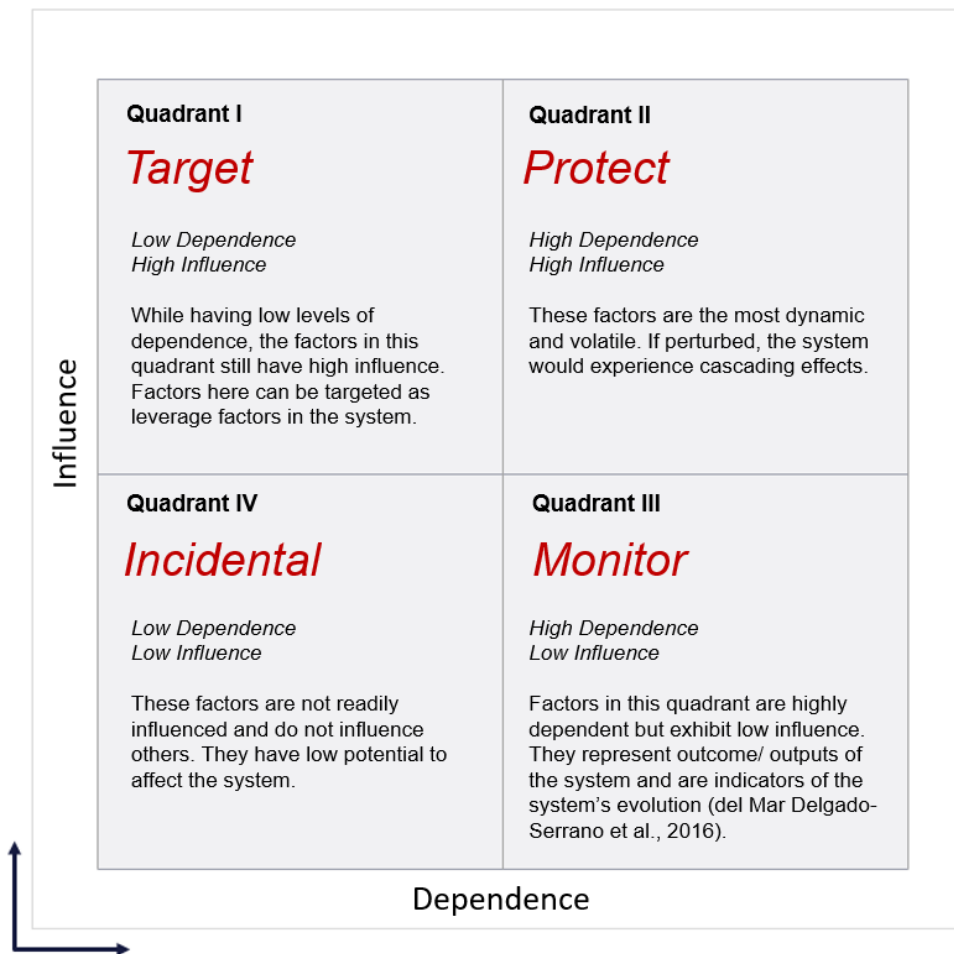 Quadrant I
Target
Low Dependence
High Influence
While having low levels of
dependence, the factors in this
quadrant still have high influence.
Factors here can be targeted as
leverage factors in the system.
Quadrant II
Protect
High Dependence
High Influence
These factors are the most dynamic
and volatile. If perturbed, the system
would experience cascading effects.
Influence
Quadrant IV
Incidental
Low Dependence
Low Influence
These factors are not readily
influenced and do not influence
others. They have low potential to
affect the system.
Quadrant III
Monitor
High Dependence
Low Influence
Factors in this quadrant are highly
dependent but exhibit low influence.
They represent outcome/ outputs of
the system and are indicators of the
system’s evolution (del Mar Delgado-
Serrano et al., 2016).
Dependence